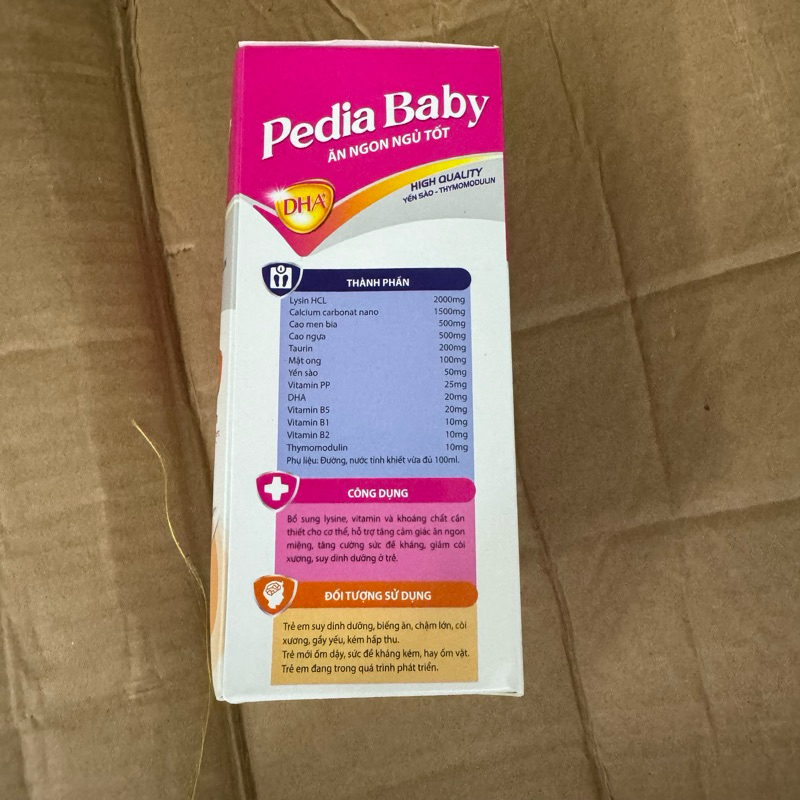 Pedia Baby
ĂN NGON NGỦ TỐT
DHA+
HIGH QUALITY
YẾN SÀO - THYMOMODULIN
THÀNH PHẦN
Lysin HCL 2000mg
Calcium carbonat nano 1500mg
Cao men bia 500mg
Cao ngựa 500mg
Taurin 200mg
Mật ong 100mg
Yến sào 50mg
Vitamin PP 25mg
DHA 20mg
Vitamin B5 20mg
Vitamin B1 10mg
Vitamin B2 10mg
Thymomodulin 10mg
Phụ liệu: Đường, nước tinh khiết vừa đủ 100ml.
CÔNG DỤNG
Bổ sung lysine, vitamin và khoáng chất cần
thiết cho cơ thể, hỗ trợ tăng cảm giác ăn ngon
miệng, tăng cường sức đề kháng, giảm còi
xương, suy dinh dưỡng ở trẻ.
ĐỐI TƯỢNG SỬ DỤNG
Trẻ em suy dinh dưỡng, biếng ăn, chậm lớn, còi
xương, gầy yếu, kém hấp thu.
Trẻ mới ốm dậy, sức đề kháng kém, hay ốm vặt.
Trẻ em đang trong quá trình phát triển.